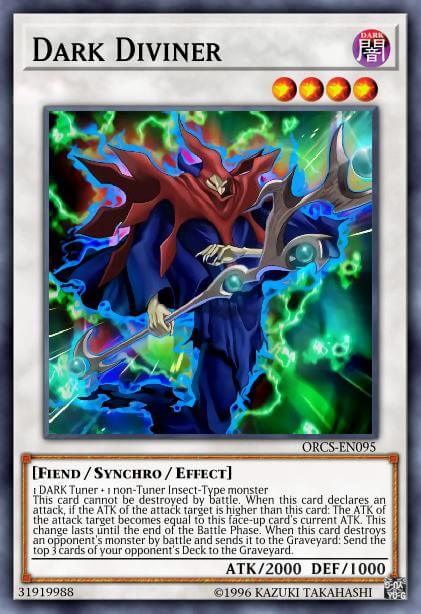 DARK DIVINER
DARK
闇
ORCS-EN095
[FIEND / SYNCHRO / EFFECT]
1 DARK Tuner + 1 non-Tuner Insect-Type monster
This card cannot be destroyed by battle. When this card declares an
attack, if the ATK of the attack target is higher than this card: The ATK of
the attack target becomes equal to this face-up card's current ATK. This
change lasts until the end of the Battle Phase. When this card destroys
an opponent's monster by battle and sends it to the Graveyard: Send the
top 3 cards of your opponent's Deck to the Graveyard.
ATK/2000 DEF/1000
31919988
©1996 KAZUKI TAKAHASHI